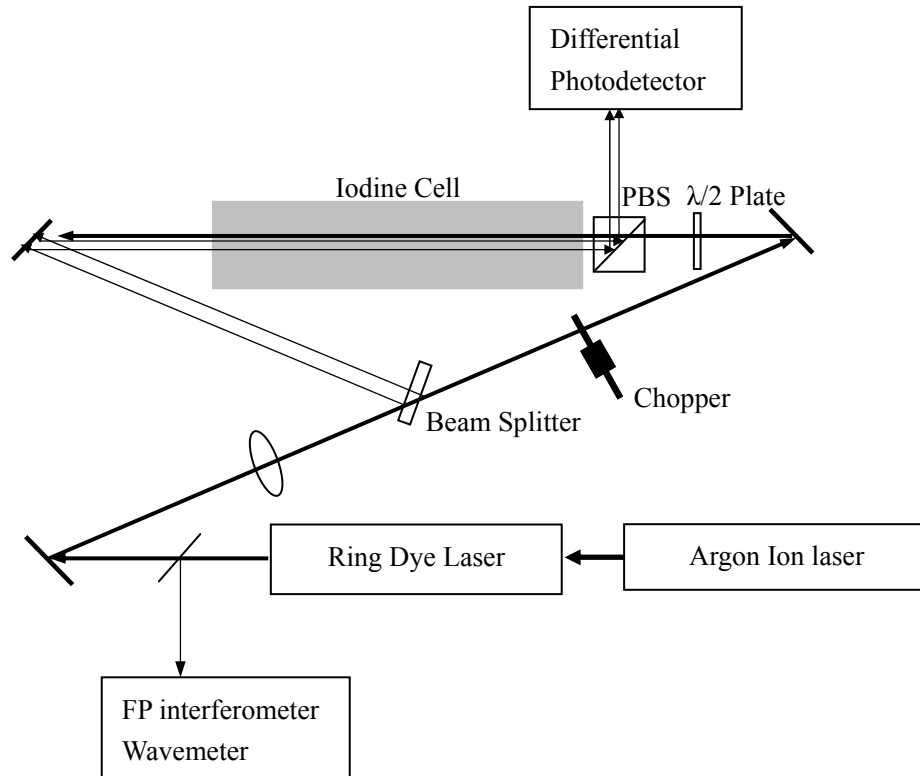 Differential
Photodetector
Iodine Cell
PBS
λ/2 Plate
Chopper
Beam Splitter
Ring Dye Laser
Argon Ion laser
FP interferometer
Wavemeter